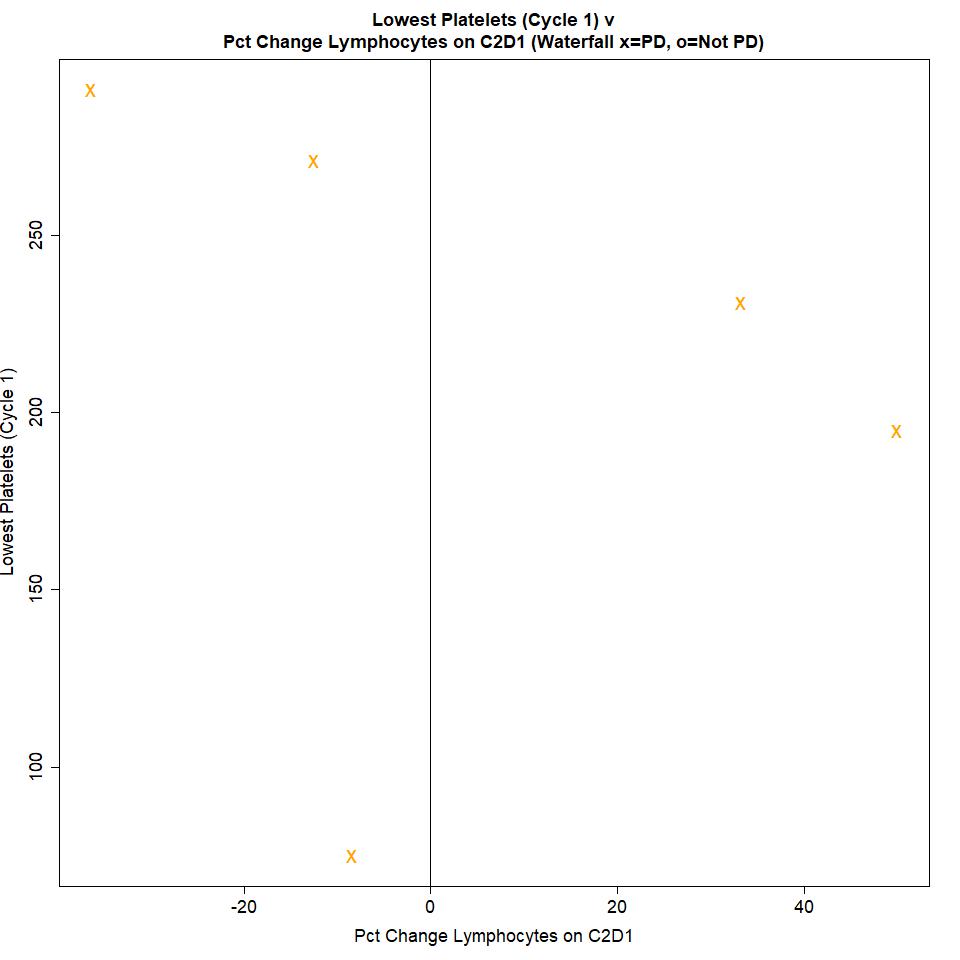 Lowest Platelets (Cycle 1) v
Pct Change Lymphocytes on C2D1 (Waterfall x=PD, o=Not PD)
X
X
250
X
Lowest Platelets (Cycle 1)
200
X
150
100
X
-20 0 20 40
Pct Change Lymphocytes on C2D1